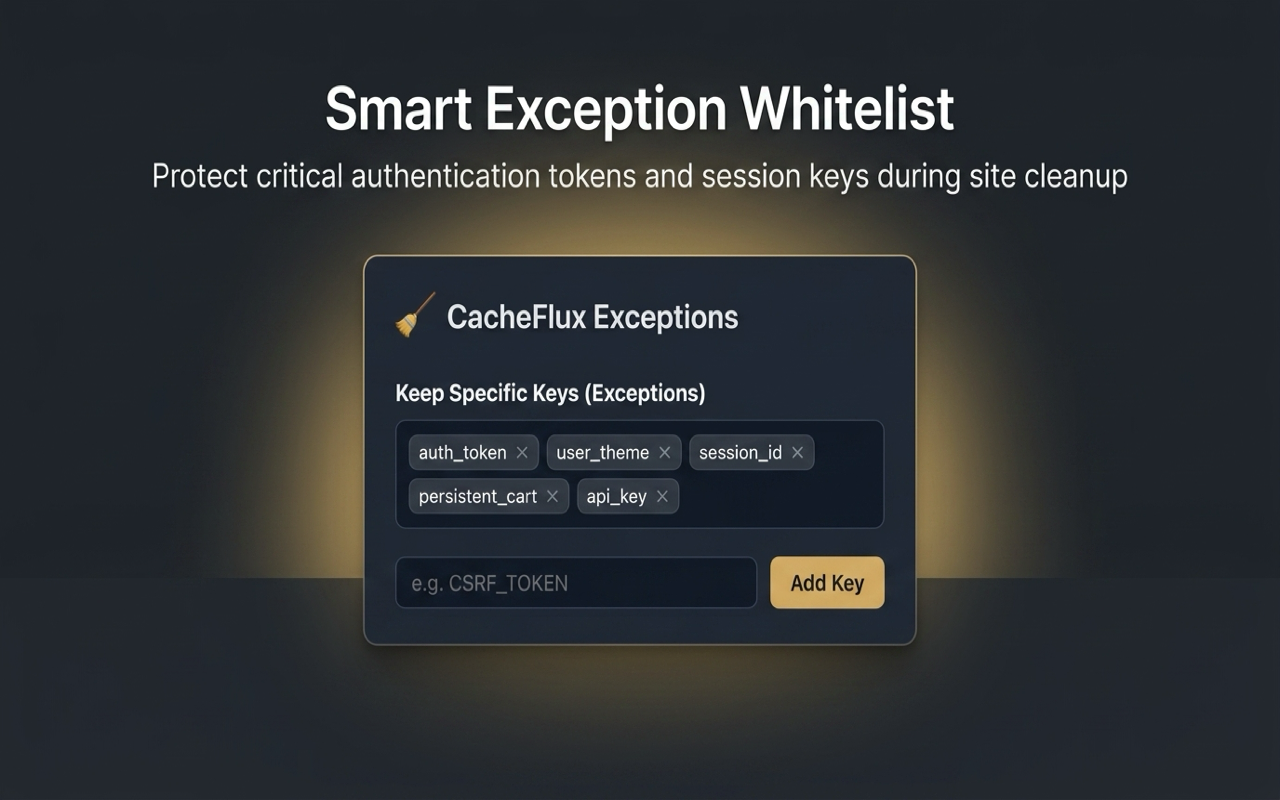 Smart Exception Whitelist
Protect critical authentication tokens and session keys during site cleanup
CacheFlux Exceptions
Keep Specific Keys (Exceptions)
auth_token × user_theme × session_id ×
persistent_cart × api_key ×
e.g. CSRF_TOKEN Add Key